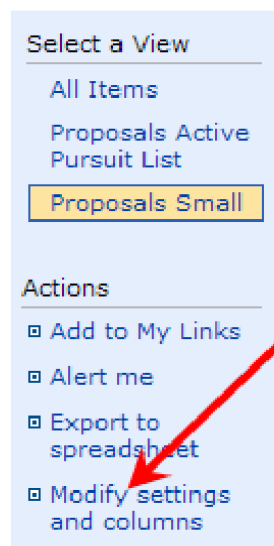 Select a View
All Items
Proposals Active
Pursuit List
Proposals Small
Actions
Add to My Links
Alert me
Export to
spreadsheet
Modify settings
and columns